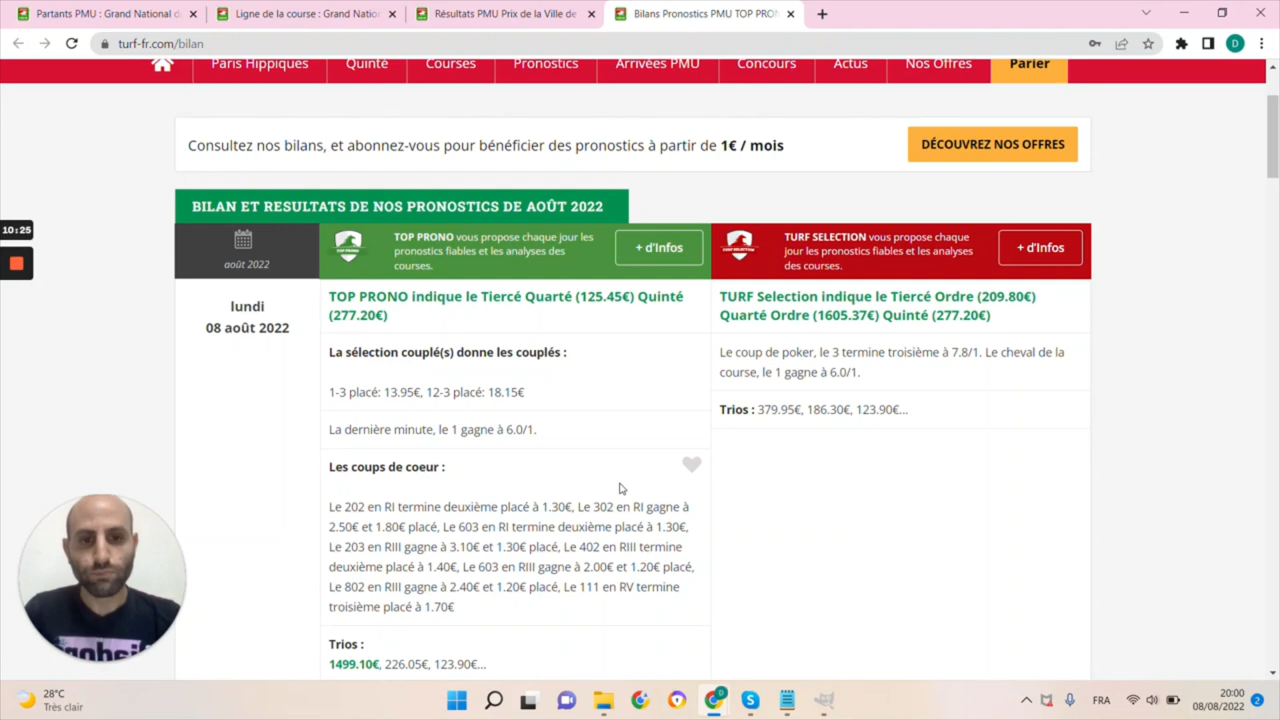 Partants PMU : Grand National d
Ligne de la course : Grand Natio
Résultats PMU Prix de la Ville de
Bilans Pronostics PMU TOP PRO
turf-fr.com/bilan
D
Paris Hippiques
Quinté
Courses
Pronostics
Arrivées PMU
Concours
Actus
Nos Offres
Parier
Consultez nos bilans, et abonnez-vous pour bénéficier des pronostics à partir de 1€ / mois
DÉCOUVREZ NOS OFFRES
BILAN ET RESULTATS DE NOS PRONOSTICS DE AOÛT 2022
10:25
août 2022
TOP PRONO
TOP PRONO vous propose chaque jour les
pronostics fiables et les analyses des
courses.
+ d'Infos
TURF SELECTION
TURF SELECTION vous propose chaque
jour les pronostics fiables et les analyses
des courses.
+ d'Infos
lundi
08 août 2022
TOP PRONO indique le Tiercé Quarté (125.45€) Quinté
(277.20€)
La sélection couplé(s) donne les couplés :
1-3 placé: 13.95€, 12-3 placé: 18.15€
La dernière minute, le 1 gagne à 6.0/1.
Les coups de coeur :
Le 202 en RI termine deuxième placé à 1.30€, Le 302 en RI gagne à
2.50€ et 1.80€ placé, Le 603 en RI termine deuxième placé à 1.30€,
Le 203 en RIII gagne à 3.10€ et 1.30€ placé, Le 402 en RIII termine
deuxième placé à 1.40€, Le 603 en RIII gagne à 2.00€ et 1.20€ placé,
Le 802 en RIII gagne à 2.40€ et 1.20€ placé, Le 111 en RV termine
troisième placé à 1.70€
Trios :
1499.10€, 226.05€, 123.90€...
TURF Selection indique le Tiercé Ordre (209.80€)
Quarté Ordre (1605.37€) Quinté (277.20€)
Le coup de poker, le 3 termine troisième à 7.8/1. Le cheval de la
course, le 1 gagne à 6.0/1.
Trios : 379.95€, 186.30€, 123.90€...
28°C
Très clair
D
FRA
20:00
08/08/2022
2